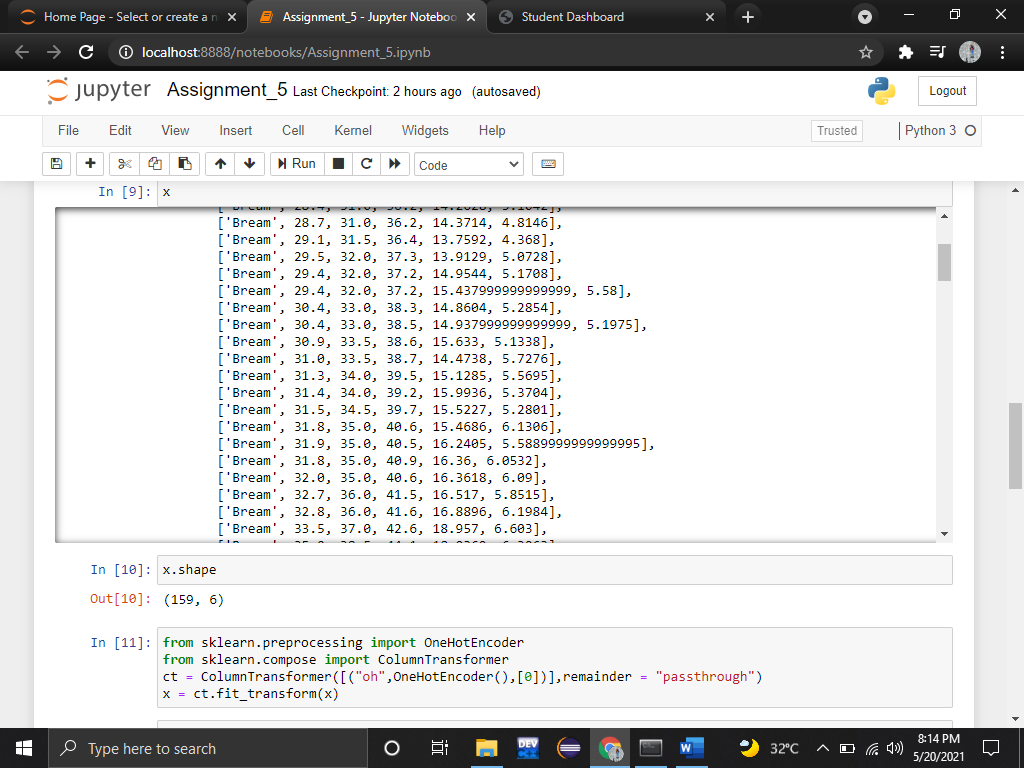 Home Page - Select or create a n
Assignment_5 - Jupyter Noteboo
Student Dashboard
localhost:8888/notebooks/Assignment_5.ipynb
jupyter Assignment_5 Last Checkpoint: 2 hours ago (autosaved)
Logout
File Edit View Insert Cell Kernel Widgets Help
Trusted
Python 3
Run
Code
In [9]: x
['Bream', 28.7, 31.0, 36.2, 14.3714, 4.8146],
['Bream', 29.1, 31.5, 36.4, 13.7592, 4.368],
['Bream', 29.5, 32.0, 37.3, 13.9129, 5.0728],
['Bream', 29.4, 32.0, 37.2, 14.9544, 5.1708],
['Bream', 29.4, 32.0, 37.2, 15.437999999999999, 5.58],
['Bream', 30.4, 33.0, 38.3, 14.8604, 5.2854],
['Bream', 30.4, 33.0, 38.5, 14.937999999999999, 5.1975],
['Bream', 30.9, 33.5, 38.6, 15.633, 5.1338],
['Bream', 31.0, 33.5, 38.7, 14.4738, 5.7276],
['Bream', 31.3, 34.0, 39.5, 15.1285, 5.5695],
['Bream', 31.4, 34.0, 39.2, 15.9936, 5.3704],
['Bream', 31.5, 34.5, 39.7, 15.5227, 5.2801],
['Bream', 31.8, 35.0, 40.6, 15.4686, 6.1306],
['Bream', 31.9, 35.0, 40.5, 16.2405, 5.5889999999999995],
['Bream', 31.8, 35.0, 40.9, 16.36, 6.0532],
['Bream', 32.0, 35.0, 40.6, 16.3618, 6.09],
['Bream', 32.7, 36.0, 41.5, 16.517, 5.8515],
['Bream', 32.8, 36.0, 41.6, 16.8896, 6.1984],
['Bream', 33.5, 37.0, 42.6, 18.957, 6.603],
In [10]: x.shape
Out[10]: (159, 6)
In [11]: from sklearn.preprocessing import OneHotEncoder
from sklearn.compose import ColumnTransformer
ct = ColumnTransformer([("oh",OneHotEncoder(),[0])],remainder = "passthrough")
x = ct.fit_transform(x)
Type here to search
DEV
32°C
8:14 PM
5/20/2021